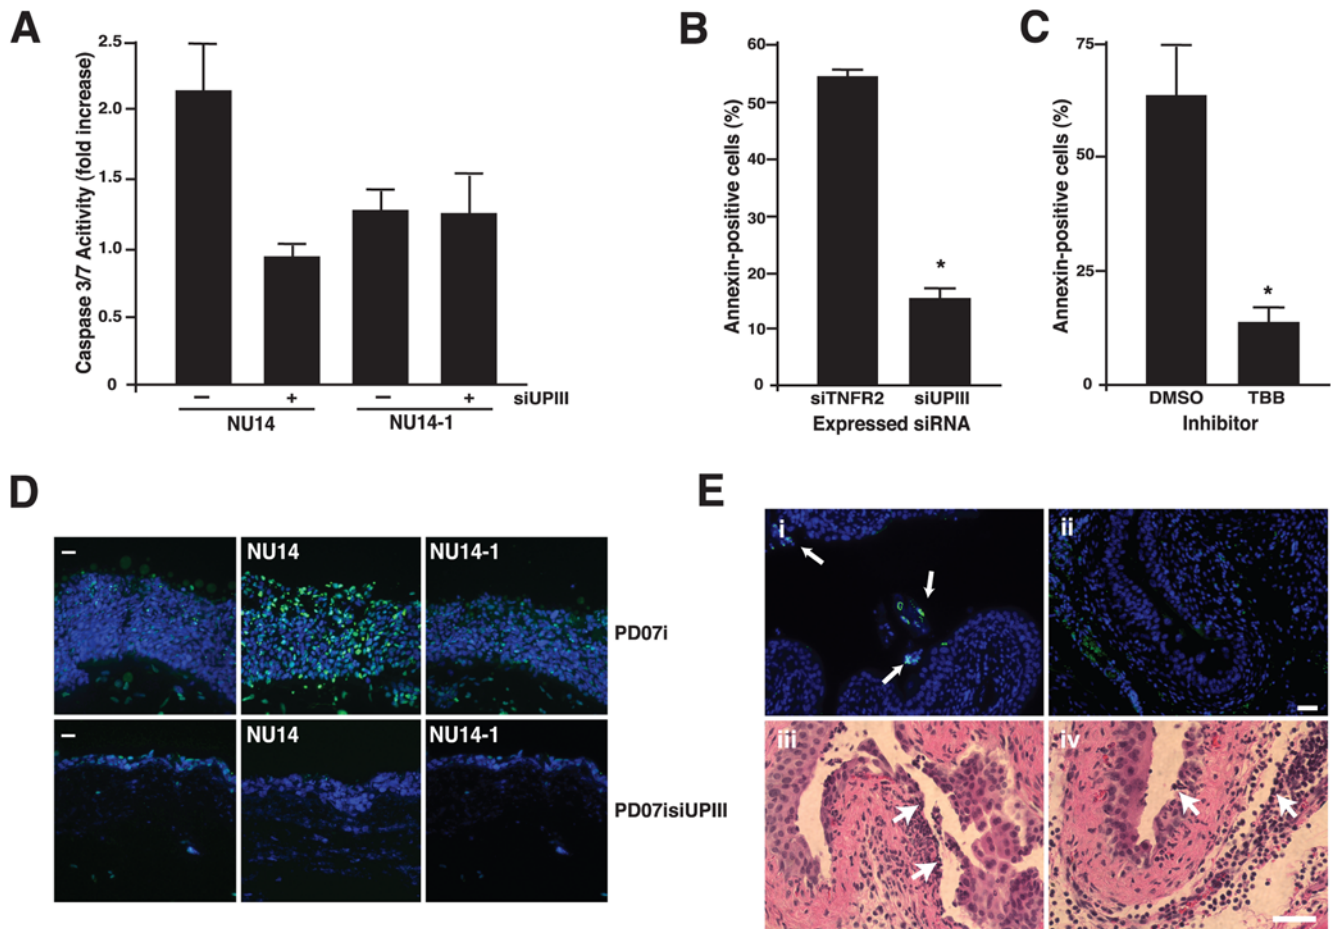 A
Caspase 3/7 Acitivity (fold increase)
2.5
2.0
1.5
1.0
0.5
0
– + – + siUPIII
NU14 NU14-1
B
Annexin-positive cells (%)
60
50
40
30
20
10
0
*
siTNFR2 siUPIII
Expressed siRNA
C
Annexin-positive cells (%)
75
50
25
0
*
DMSO TBB
Inhibitor
D
– NU14 NU14-1
PD07i
– NU14 NU14-1
PD07isiUPIII
E
i ii
iii iv